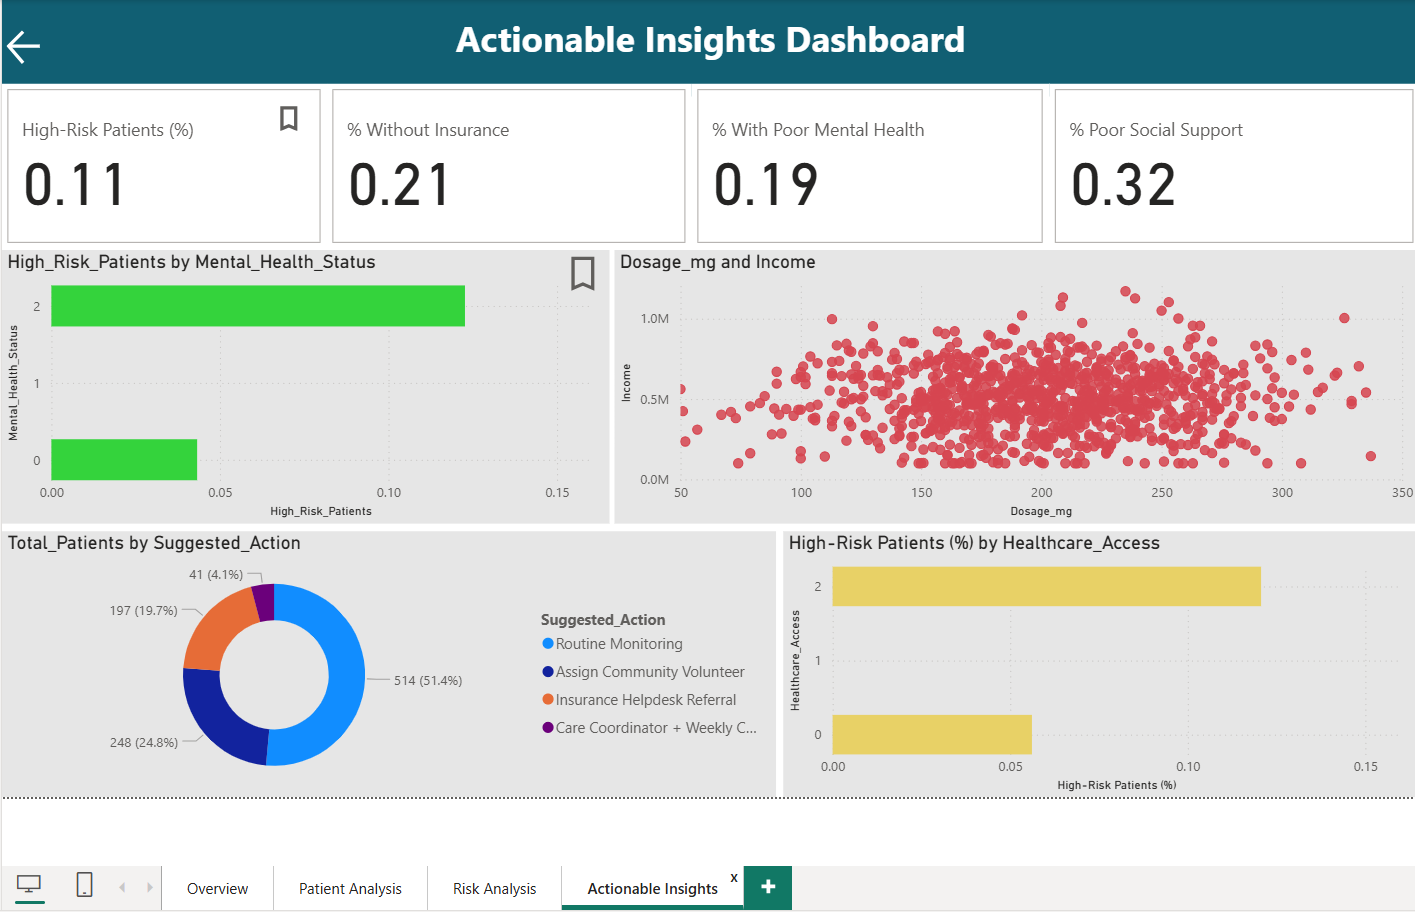 Actionable Insights Dashboard
High-Risk Patients (%)
0.11
% Without Insurance
0.21
% With Poor Mental Health
0.19
% Poor Social Support
0.32
High_Risk_Patients by Mental_Health_Status
Mental_Health_Status
2
1
0
0.00 0.05 0.10 0.15
High_Risk_Patients
Dosage_mg and Income
Income
1.0M
0.5M
0.0M
50 100 150 200 250 300 350
Dosage_mg
Total_Patients by Suggested_Action
41 (4.1%)
197 (19.7%)
514 (51.4%)
248 (24.8%)
Suggested_Action
Routine Monitoring
Assign Community Volunteer
Insurance Helpdesk Referral
Care Coordinator + Weekly C...
High-Risk Patients (%) by Healthcare_Access
Healthcare_Access
2
1
0
0.00 0.05 0.10 0.15
High-Risk Patients (%)
Overview
Patient Analysis
Risk Analysis
Actionable Insights
x
+